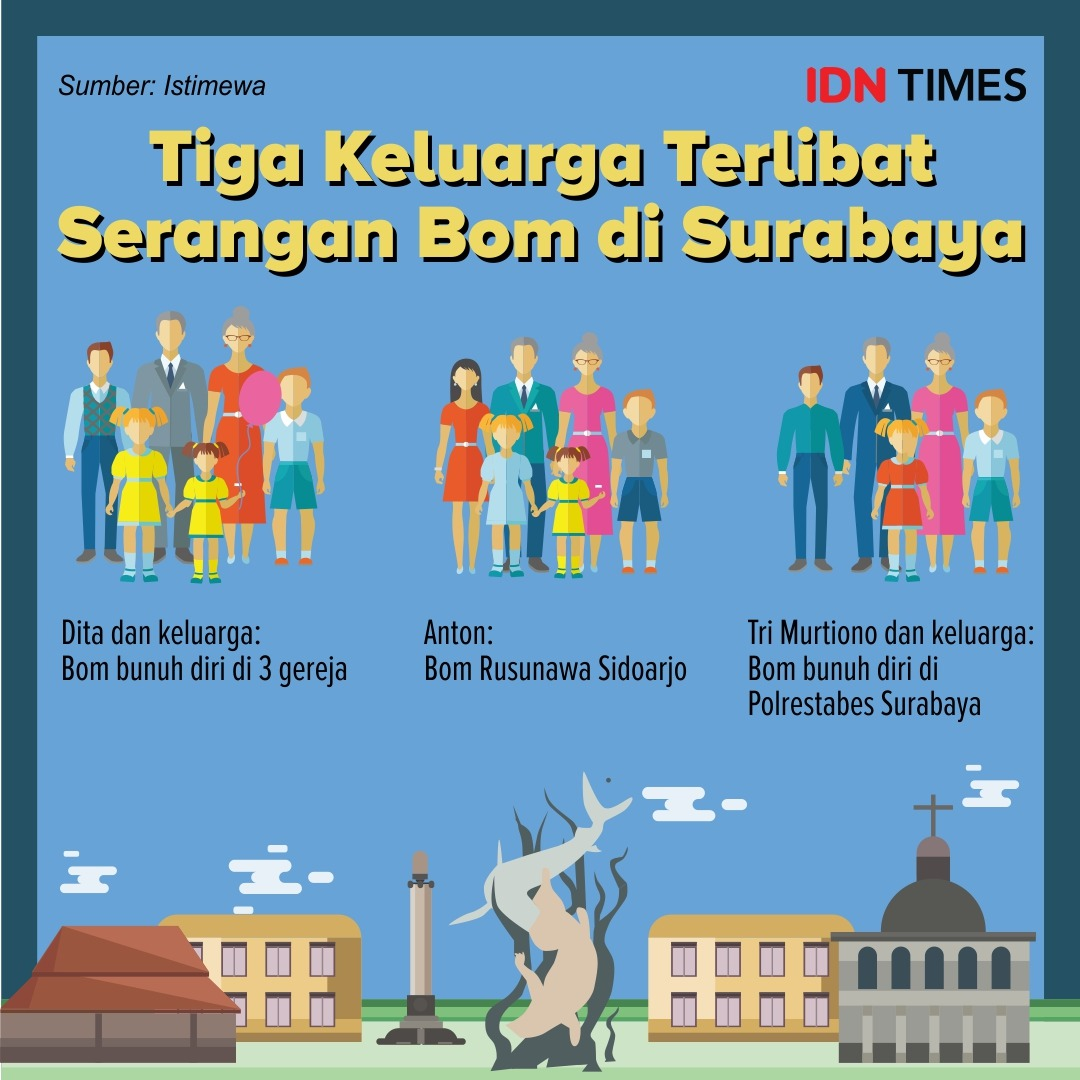 Sumber: Istimewa
IDN TIMES
Tiga Keluarga Terlibat
Serangan Bom di Surabaya
Dita dan keluarga:
Bom bunuh diri di 3 gereja
Anton:
Bom Rusunawa Sidoarjo
Tri Murtiono dan keluarga:
Bom bunuh diri di
Polrestabes Surabaya